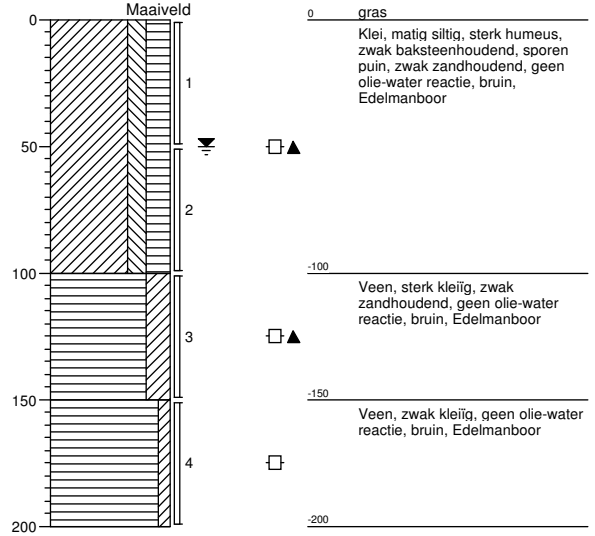 Maaiveld
0
50
100
150
200
1
2
3
4
0
gras
Klei, matig siltig, sterk humeus,
zwak baksteenhoudend, sporen
puin, zwak zandhoudend, geen
olie-water reactie, bruin,
Edelmanboor
-100
Veen, sterk kleiïg, zwak
zandhoudend, geen olie-water
reactie, bruin, Edelmanboor
-150
Veen, zwak kleiïg, geen olie-water
reactie, bruin, Edelmanboor
-200